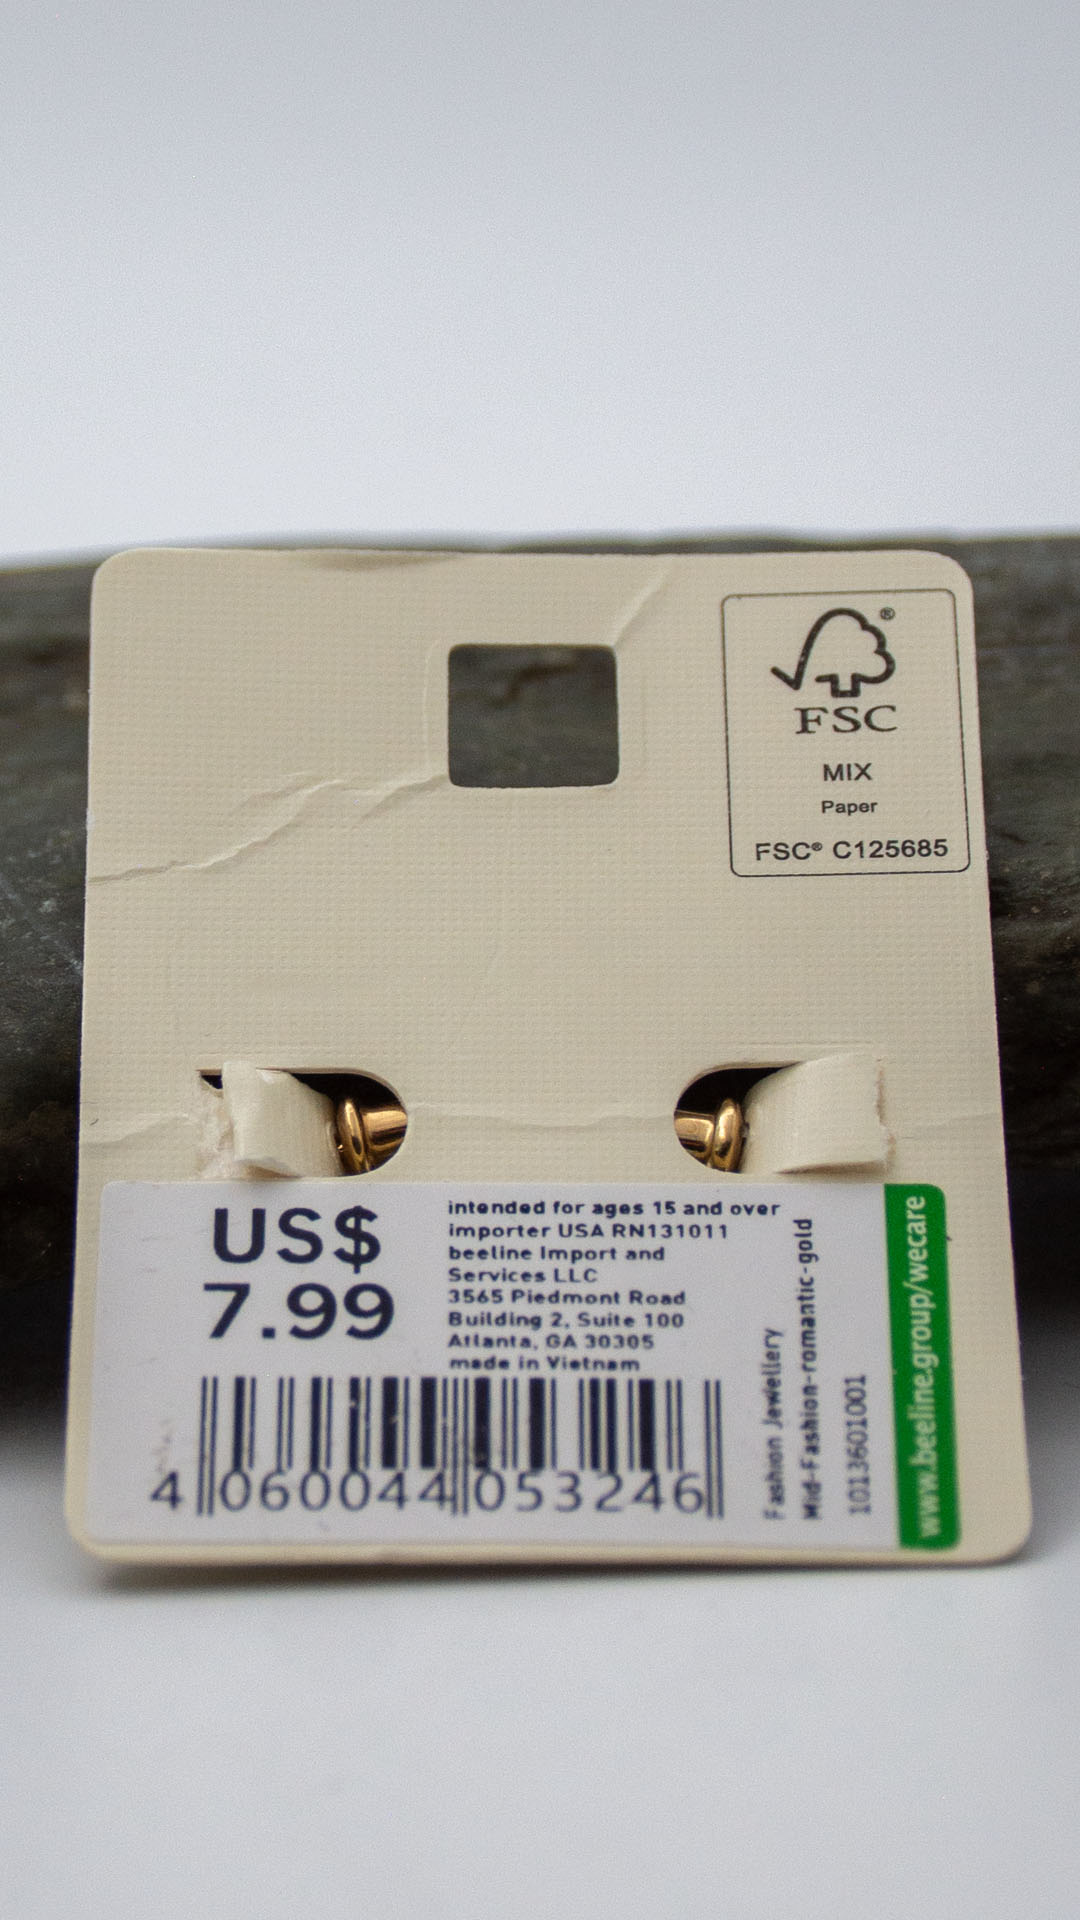 ®
FSC
MIX
Paper
FSC® C125685
US$
7.99
intended for ages 15 and over
importer USA RN131011
beeline Import and
Services LLC
3565 Piedmont Road
Building 2, Suite 100
Atlanta, GA 30305
made in Vietnam
4 060044 053246
Fashion Jewellery
Mid-Fashion-romantic-gold
1013601001
www.beeline.group/wecare